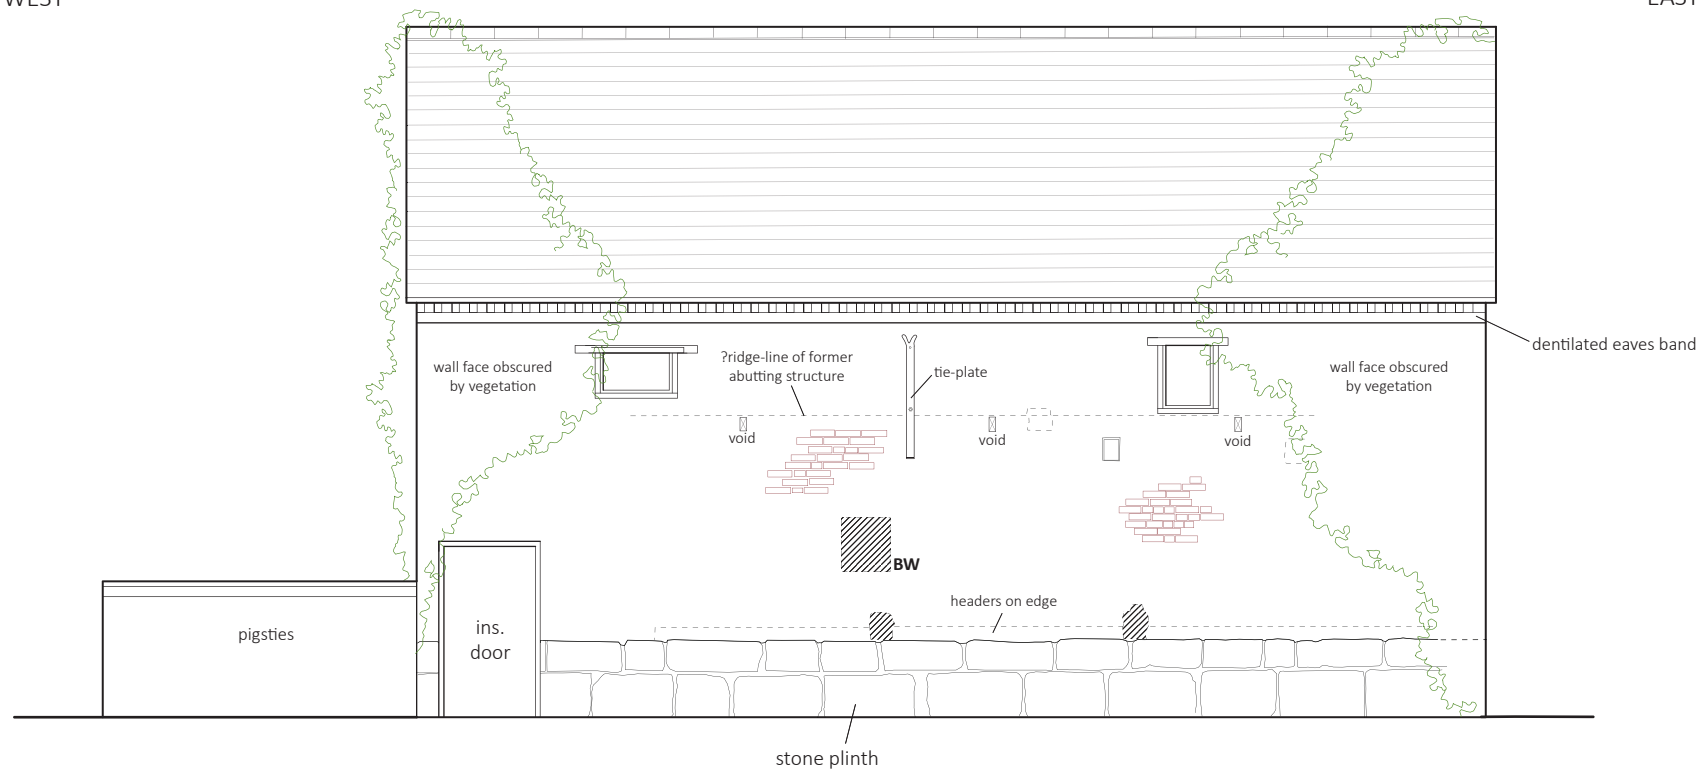 WEST
EAST
dentilated eaves band
wall face obscured
by vegetation
?ridge-line of former
abutting structure
tie-plate
wall face obscured
by vegetation
void
void
void
BW
headers on edge
pigsties
ins.
door
stone plinth